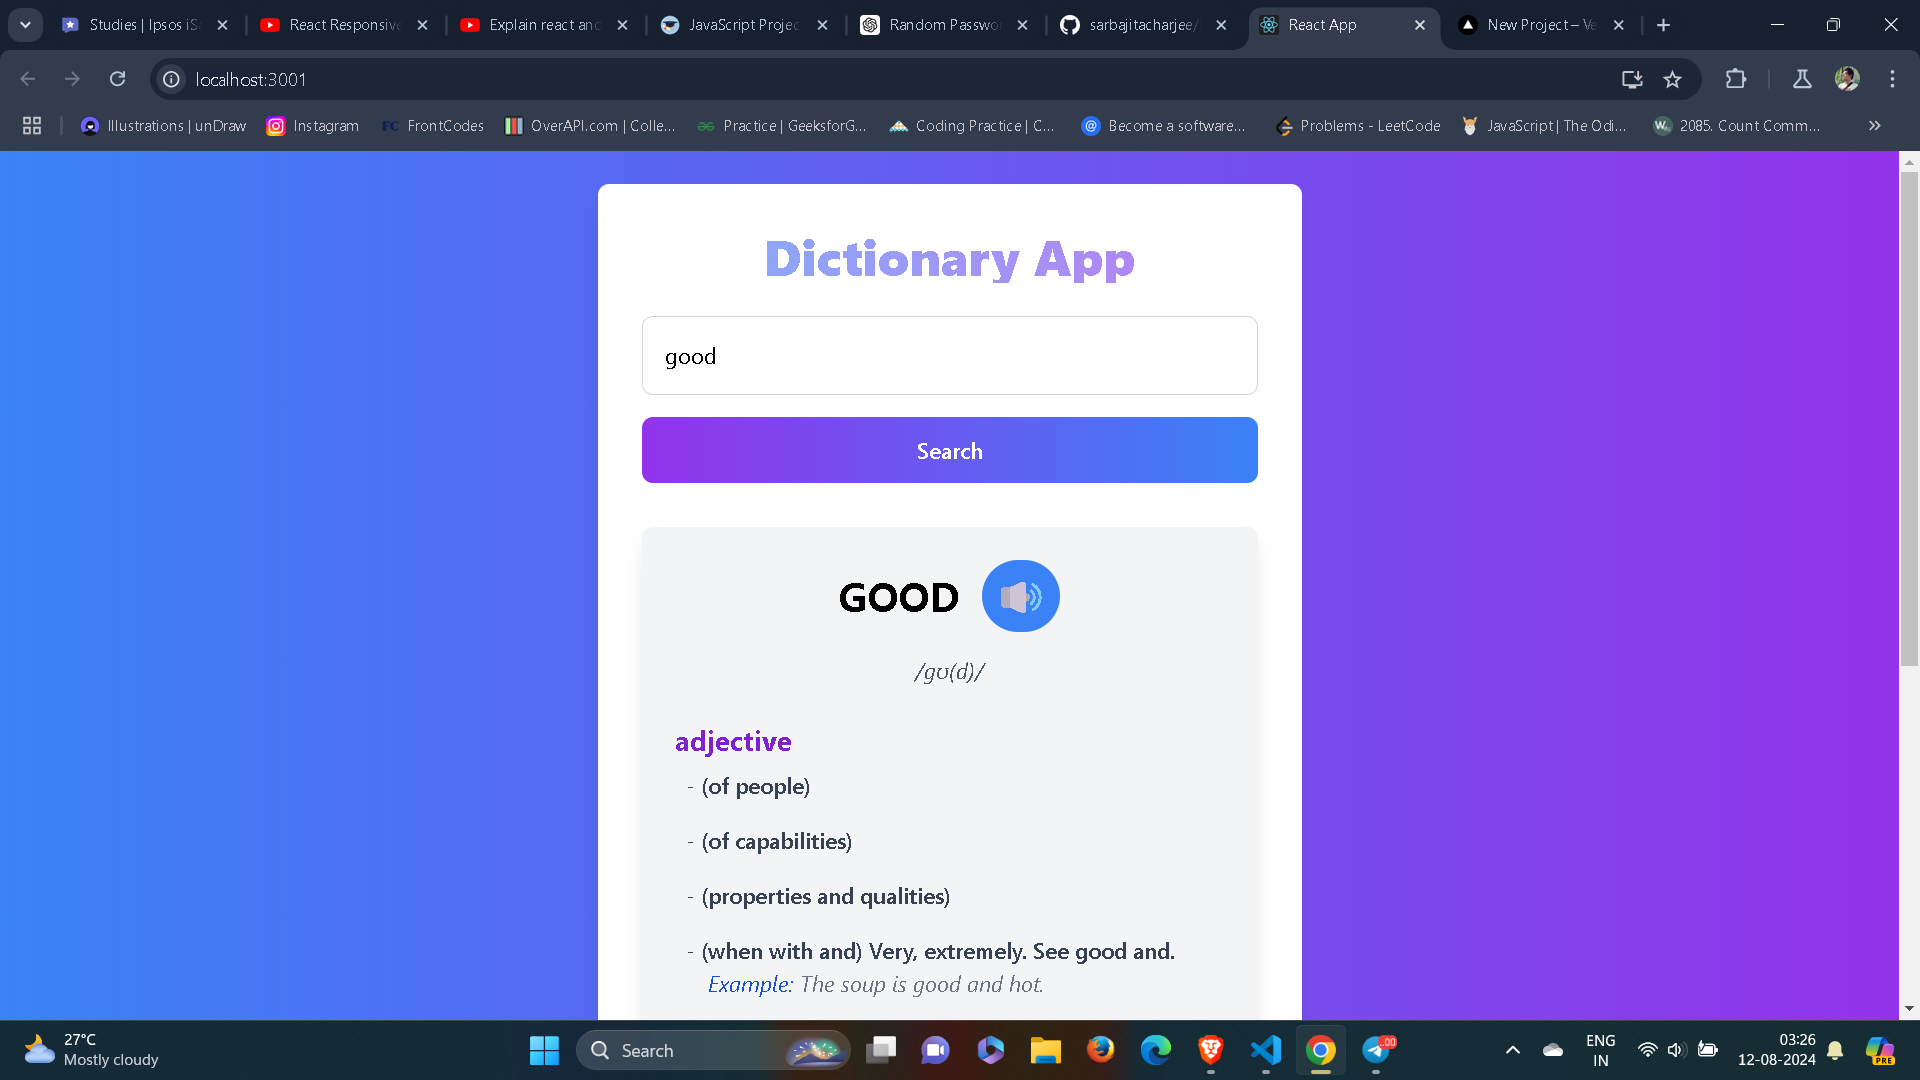 Studies | Ipsos iS
React Responsive
Explain react and
JavaScript Projec
Random Passwo
sarbajitacharjee/
React App
New Project – Ve
localhost:3001
Illustrations | unDraw
Instagram
FC FrontCodes
OverAPI.com | Colle...
Practice | GeeksforG...
Coding Practice | C...
@ Become a software...
Problems - LeetCode
JavaScript | The Odi...
W 2085. Count Comm...
Dictionary App
good
Search
GOOD
/ɡʊ(d)/
adjective
- (of people)
- (of capabilities)
- (properties and qualities)
- (when with and) Very, extremely. See good and.
Example: The soup is good and hot.
27°C
Mostly cloudy
Search
.00
ENG
IN
03:26
12-08-2024
PRE